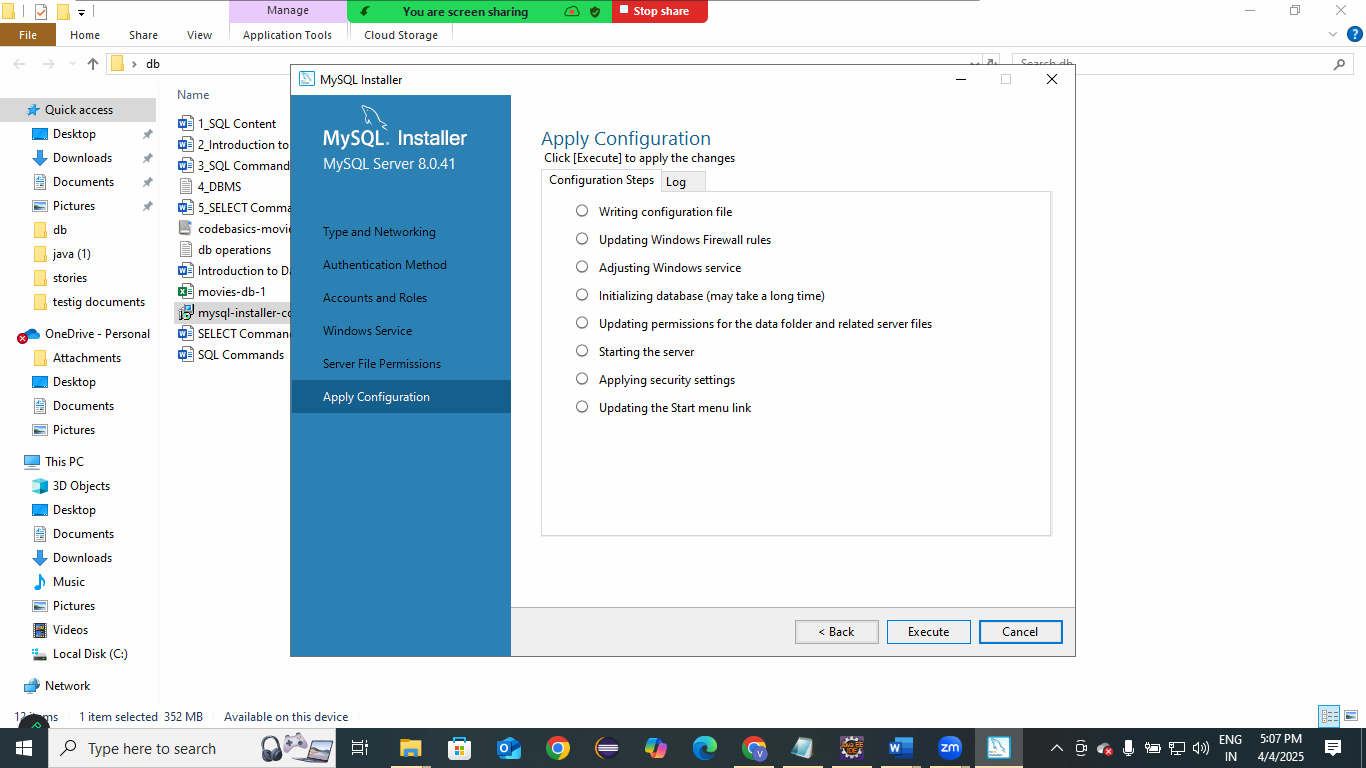 Manage
You are screen sharing
Stop share
File
Home
Share
View
Application Tools
Cloud Storage
db
Search db
Quick access
Desktop
Downloads
Documents
Pictures
db
java (1)
stories
testig documents
OneDrive - Personal
Attachments
Desktop
Documents
Pictures
This PC
3D Objects
Desktop
Documents
Downloads
Music
Pictures
Videos
Local Disk (C:)
Network
Name
1_SQL Content
2_Introduction to
3_SQL Command
4_DBMS
5_SELECT Comma
codebasics-movi
db operations
Introduction to Da
movies-db-1
mysql-installer-co
SELECT Command
SQL Commands
MySQL Installer
MySQL. Installer
MySQL Server 8.0.41
Type and Networking
Authentication Method
Accounts and Roles
Windows Service
Server File Permissions
Apply Configuration
Apply Configuration
Click [Execute] to apply the changes
Configuration Steps
Log
Writing configuration file
Updating Windows Firewall rules
Adjusting Windows service
Initializing database (may take a long time)
Updating permissions for the data folder and related server files
Starting the server
Applying security settings
Updating the Start menu link
< Back
Execute
Cancel
12 items
1 item selected 352 MB
Available on this device
Type here to search
zm
ENG
IN
5:07 PM
4/4/2025